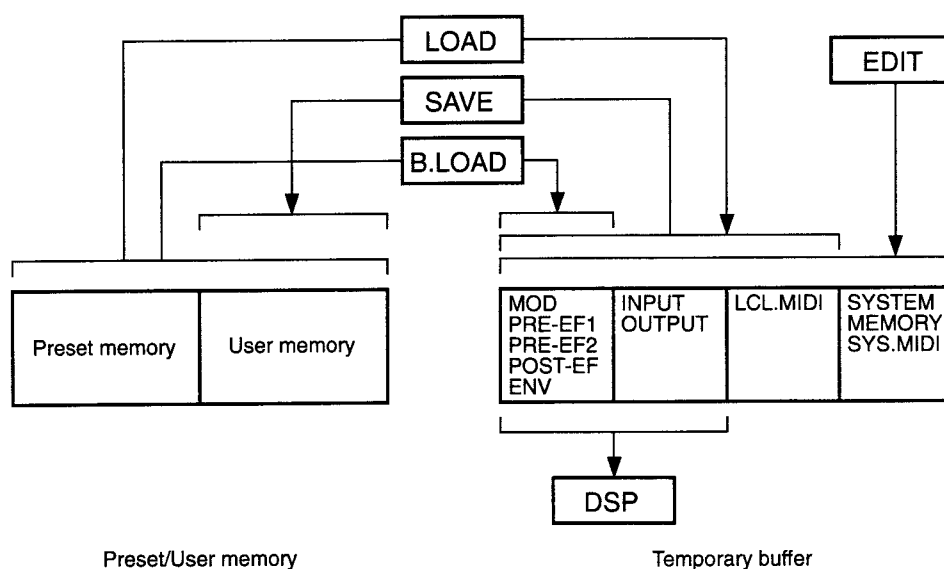 LOAD
EDIT
SAVE
B.LOAD
Preset memory
User memory
MOD
PRE-EF1
PRE-EF2
POST-EF
ENV
INPUT
OUTPUT
LCL.MIDI
SYSTEM
MEMORY
SYS.MIDI
DSP
Preset/User memory
Temporary buffer